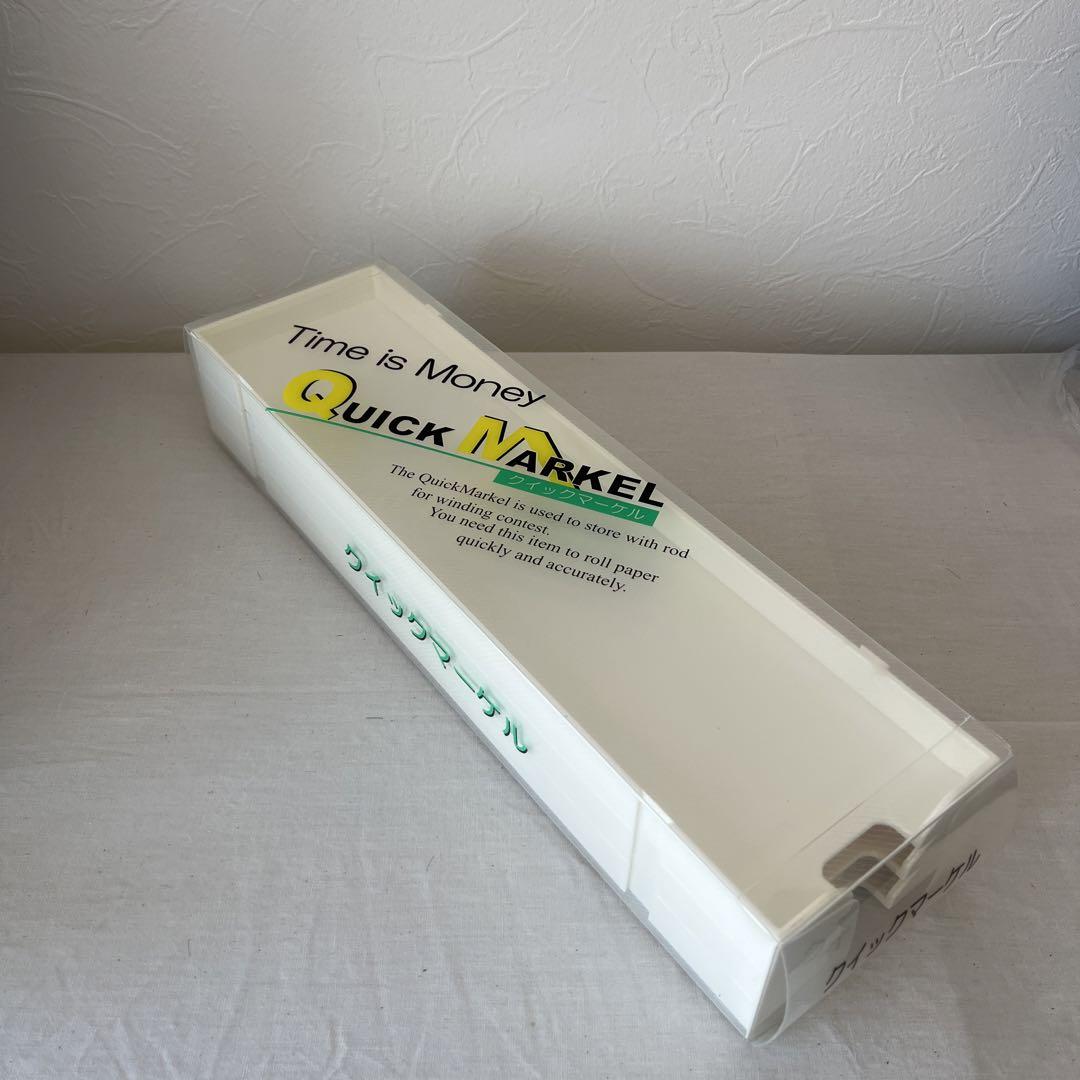 Time is Money
QUICK MARKEL
クイックマーケル
The QuickMarkel is used to store with rod
for winding contest.
You need this item to roll paper
quickly and accurately.
クイックマーケル
クイックマーケル